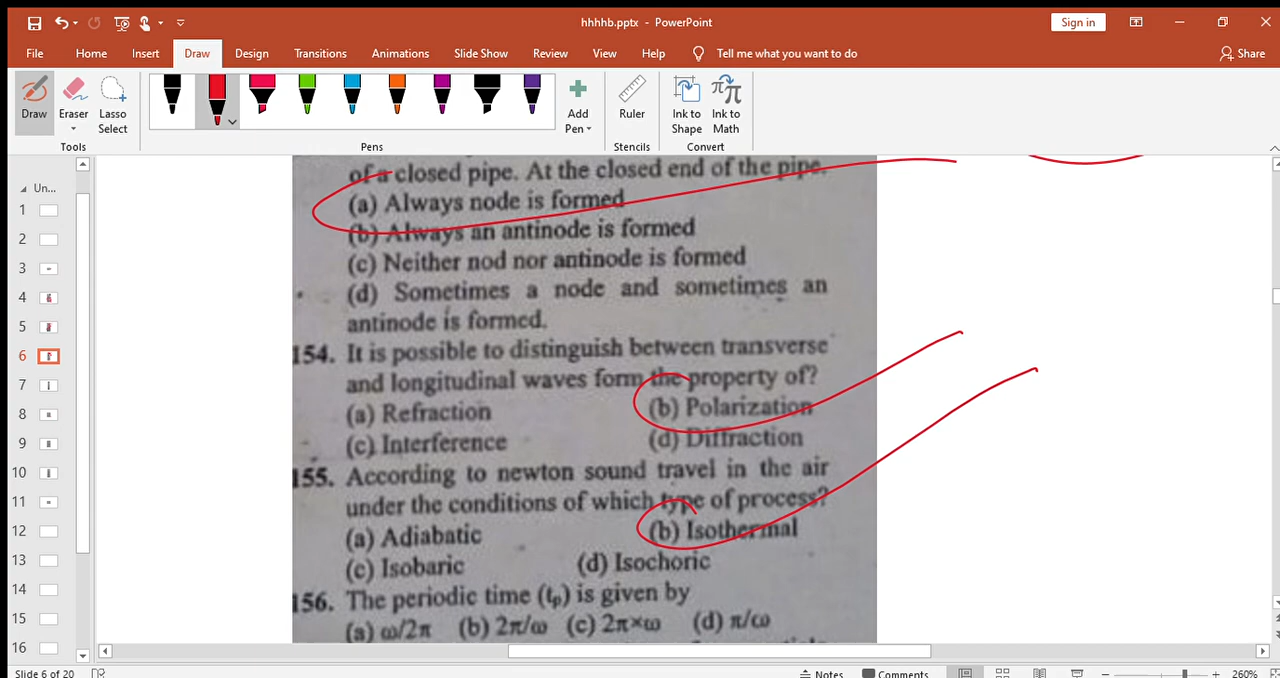 hhhhb.pptx - PowerPoint
Sign in
File Home Insert Draw Design Transitions Animations Slide Show Review View Help Tell me what you want to do Share
Draw Eraser Lasso Select Add Pen Ruler Ink to Shape Ink to Math
Tools Pens Stencils Convert
Un...
1
2
3
4
5
6
7
8
9
10
11
12
13
14
15
16
of a closed pipe. At the closed end of the pipe.
(a) Always node is formed
(b) Always an antinode is formed
(c) Neither nod nor antinode is formed
(d) Sometimes a node and sometimes an
antinode is formed.
154. It is possible to distinguish between transverse
and longitudinal waves form the property of?
(a) Refraction (b) Polarization
(c) Interference (d) Diffraction
155. According to newton sound travel in the air
under the conditions of which type of process?
(a) Adiabatic (b) Isothermal
(c) Isobaric (d) Isochoric
156. The periodic time (tₚ) is given by
(a) ω/2π (b) 2π/ω (c) 2π×ω (d) π/ω
Slide 6 of 20 Notes Comments 260%